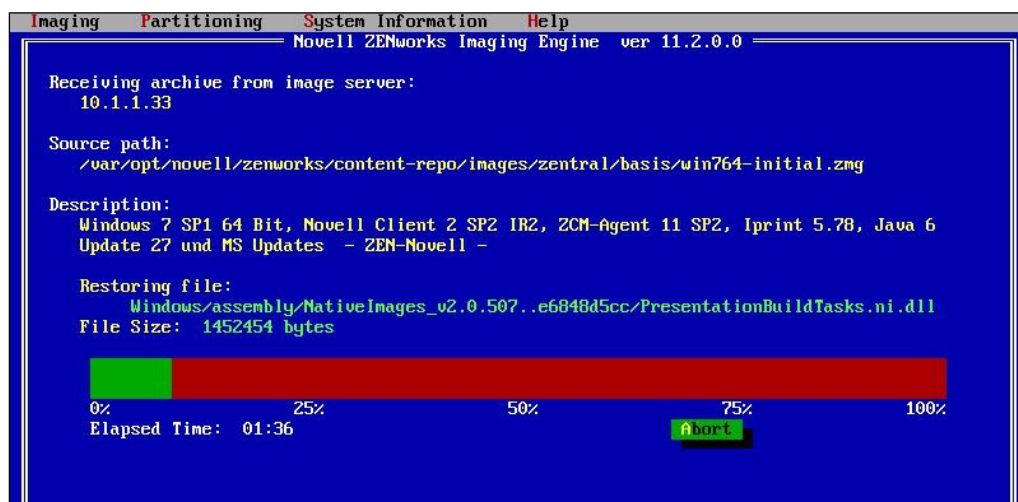 Imaging Partitioning System Information Help
Novell ZENworks Imaging Engine ver 11.2.0.0
Receiving archive from image server:
10.1.1.33
Source path:
/var/opt/novell/zenworks/content-repo/images/zentral/basis/win764-initial.zmg
Description:
Windows 7 SP1 64 Bit, Novell Client 2 SP2 IR2, ZCM-Agent 11 SP2, Iprint 5.78, Java 6
Update 27 und MS Updates - ZEN-Novell -
Restoring file:
Windows/assembly/NativeImages_v2.0.507..e6848d5cc/PresentationBuildTasks.ni.dll
File Size: 1452454 bytes
0% 25% 50% 75% 100%
Elapsed Time: 01:36 Abort